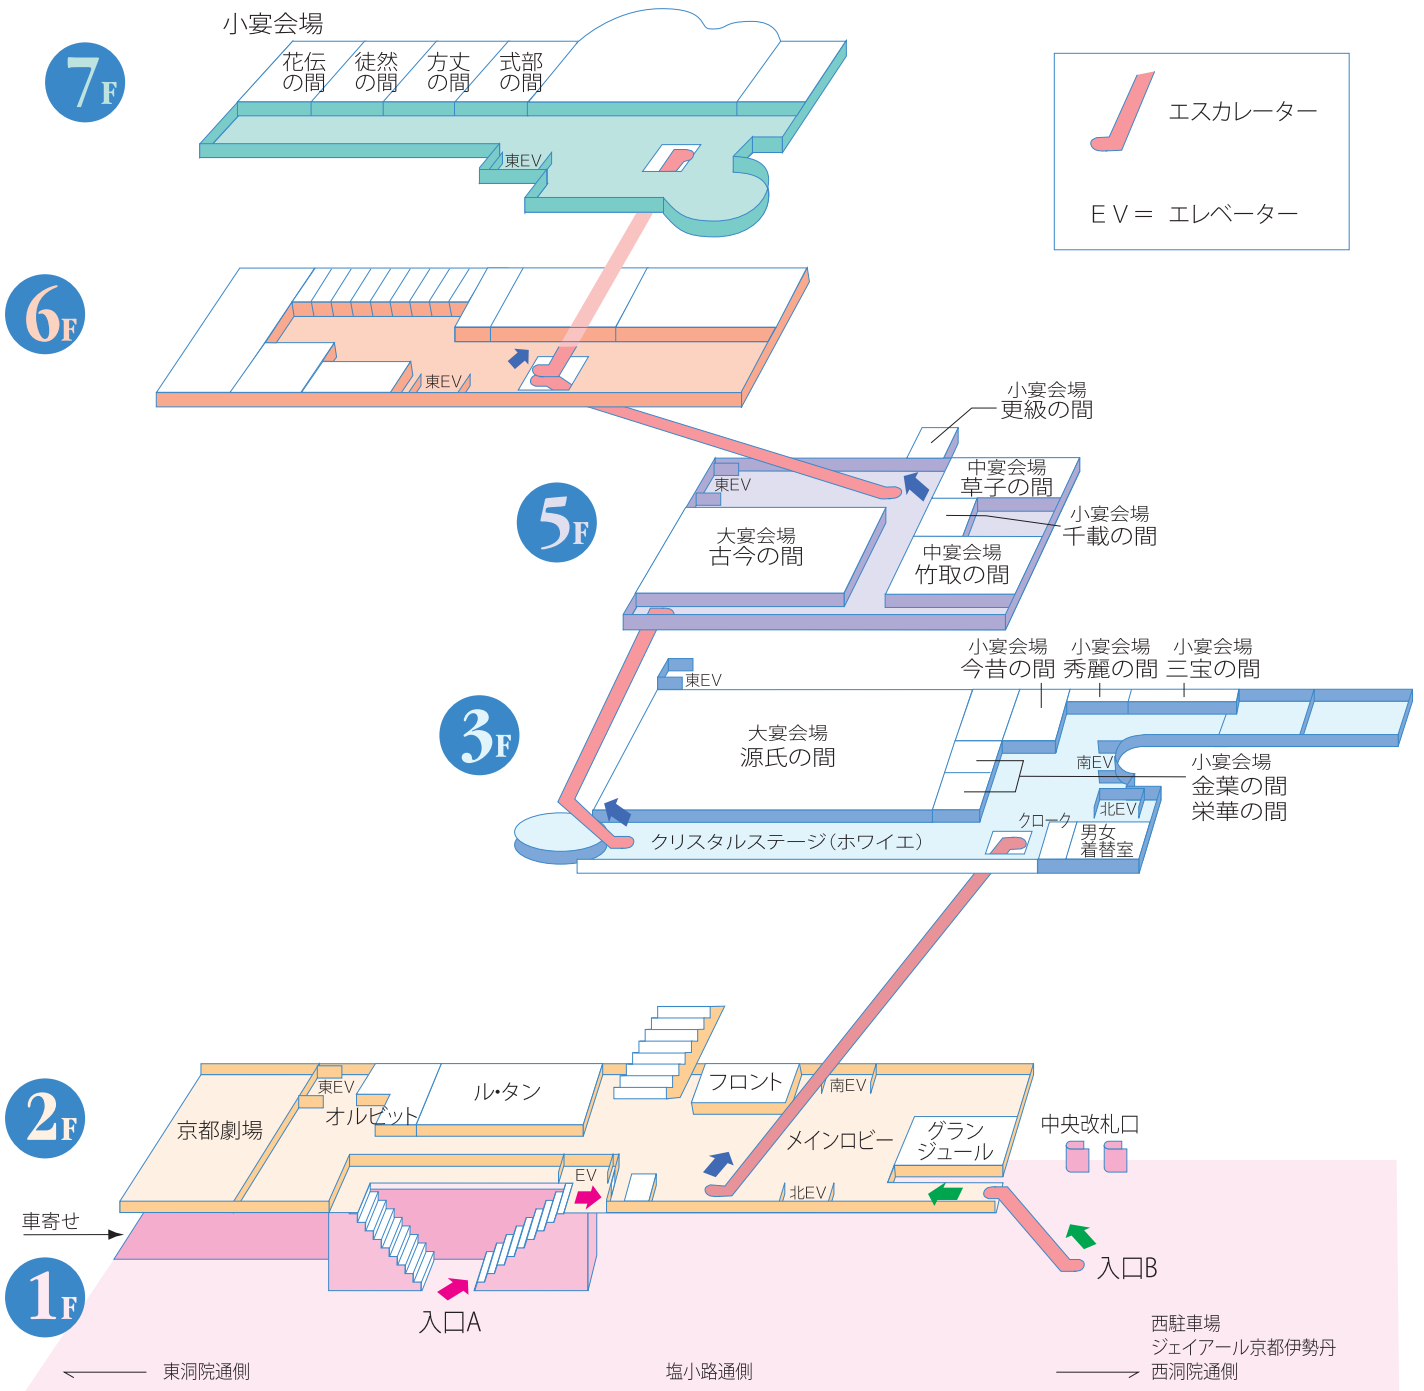 小宴会場
7F
花伝
の間
徒然
の間
方丈
の間
式部
の間
東EV
エスカレーター
EV= エレベーター
6F
東EV
小宴会場
更級の間
5F
東EV
中宴会場
草子の間
小宴会場
千載の間
大宴会場
古今の間
中宴会場
竹取の間
3F
東EV
小宴会場
今昔の間
小宴会場
秀麗の間
小宴会場
三宝の間
大宴会場
源氏の間
南EV
小宴会場
金葉の間
栄華の間
北EV
クローク
男女
着替室
クリスタルステージ(ホワイエ)
2F
東EV
京都劇場
オルビット
ル・タン
フロント
南EV
メインロビー
グラン
ジュール
中央改札口
EV
北EV
車寄せ
1F
入口A
入口B
東洞院通側
塩小路通側
西駐車場
ジェイアール京都伊勢丹
西洞院通側